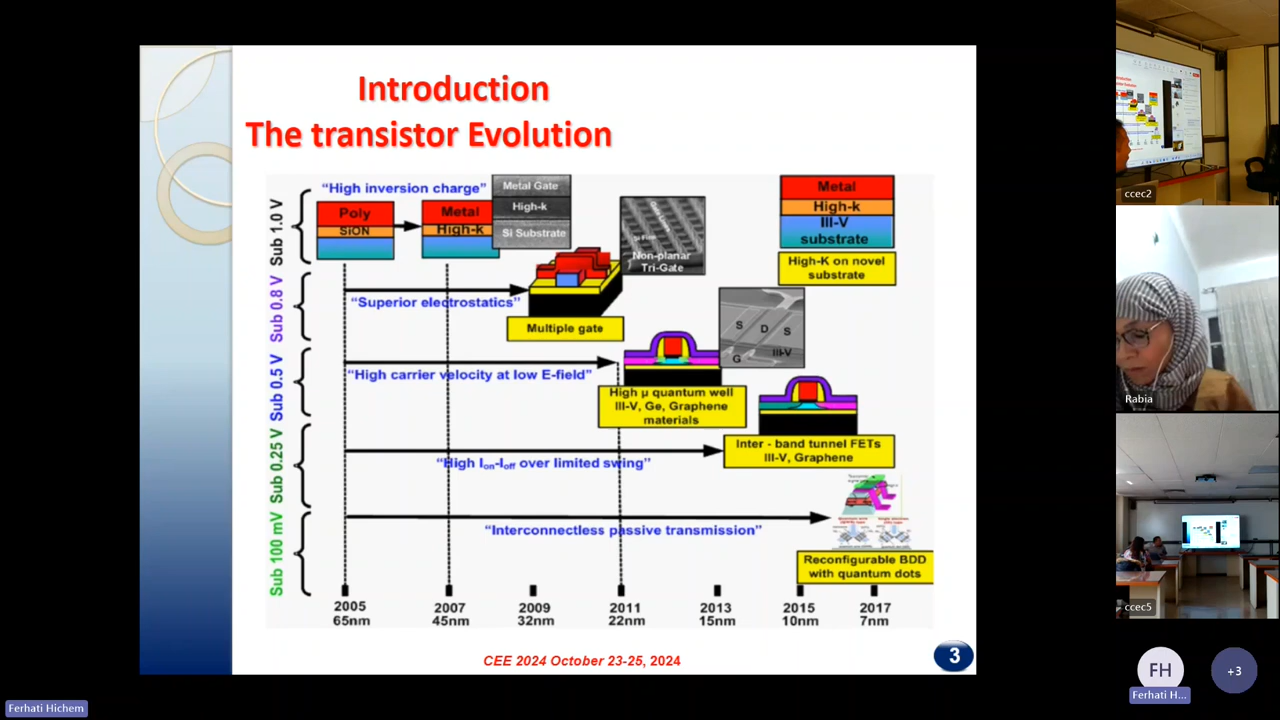 Introduction
The transistor Evolution
Sub 1.0 V
"High inversion charge"
Poly
SiON
Metal
High-k
Metal Gate
High-k
Si Substrate
Non-planar
Tri-Gate
Metal
High-k
III-V
substrate
High-K on novel
substrate
Sub 0.8 V
"Superior electrostatics"
Multiple gate
S D S
G III-V
Sub 0.5 V
"High carrier velocity at low E-field"
High µ quantum well
III-V, Ge, Graphene
materials
Sub 0.25 V
"High Ion-Ioff over limited swing"
Inter - band tunnel FETs
III-V, Graphene
Sub 100 mV
"Interconnectless passive transmission"
Reconfigurable BDD
with quantum dots
2005 2007 2009 2011 2013 2015 2017
65nm 45nm 32nm 22nm 15nm 10nm 7nm
CEE 2024 October 23-25, 2024
3
ccec2
Rabia
ccec5
FH
Ferhati H...
+3
Ferhati Hichem